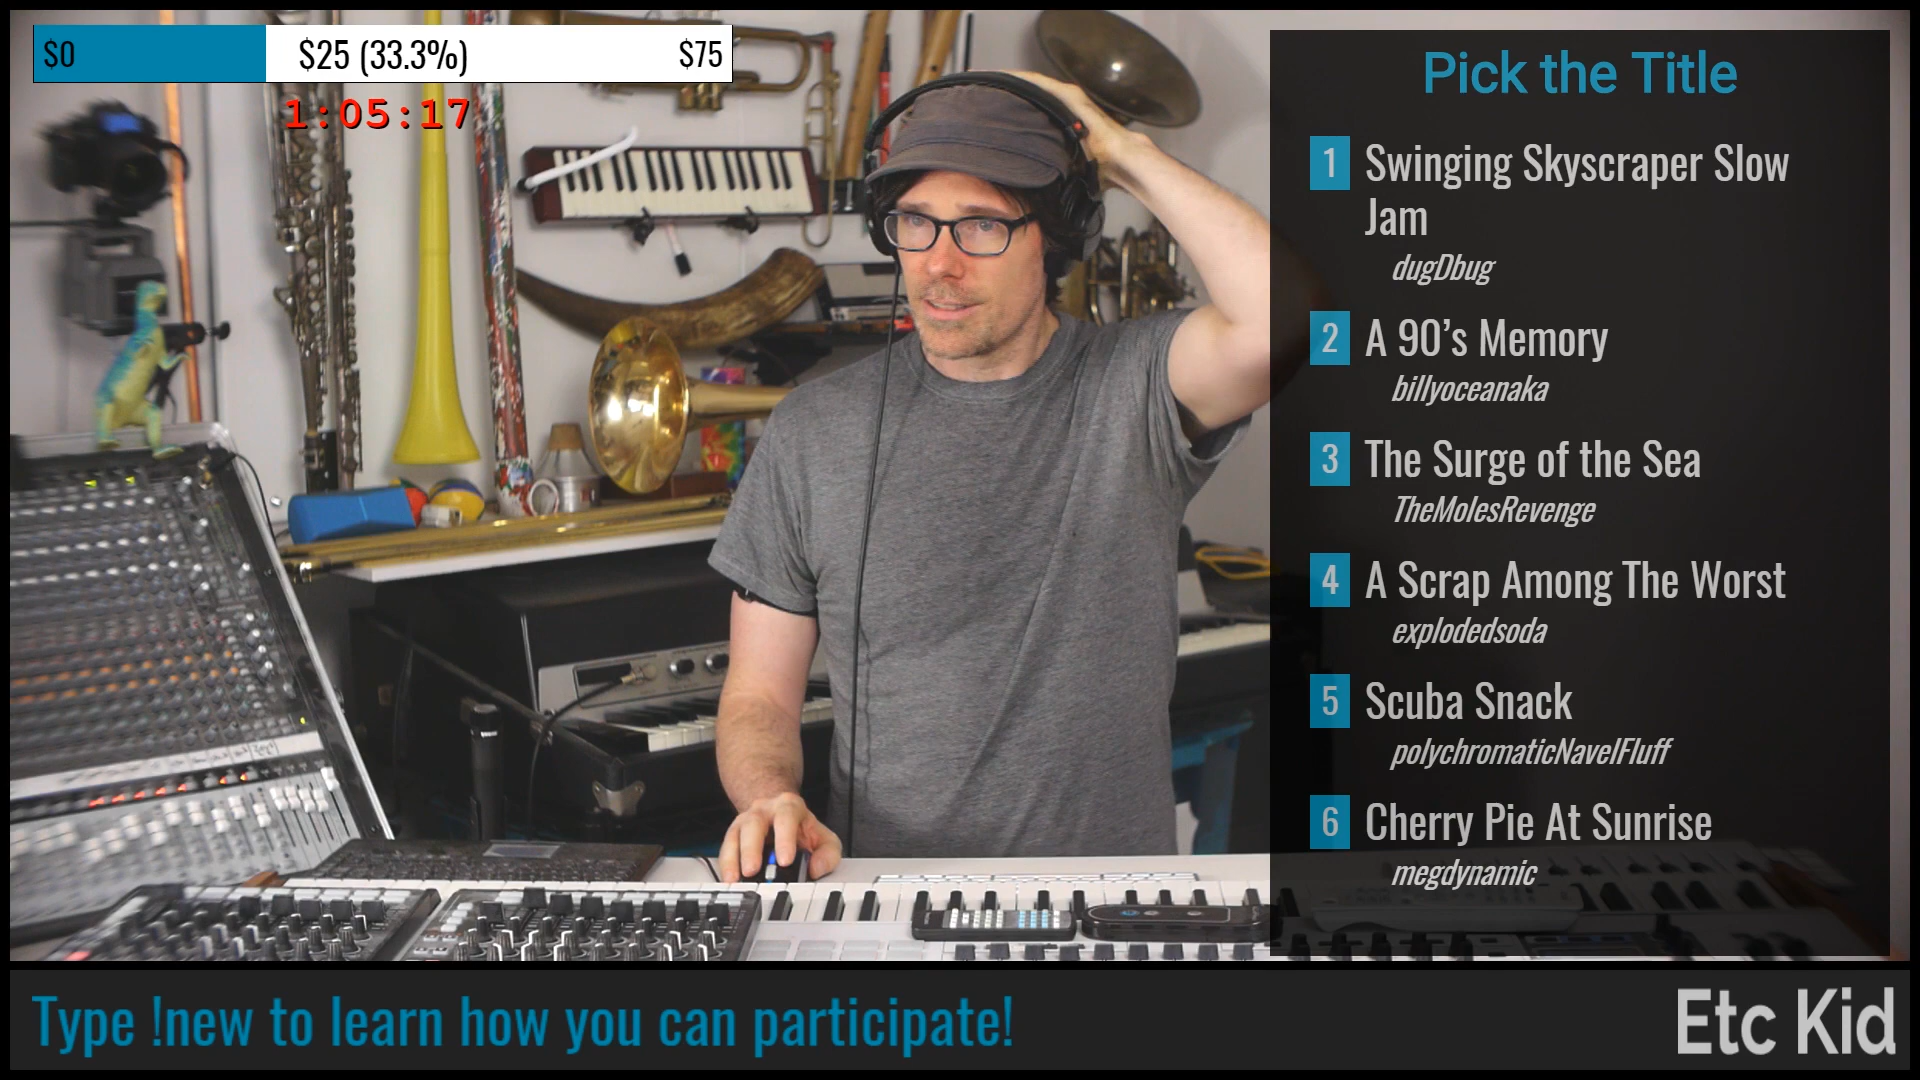 $0 $25 (33.3%) $75
1:05:17
Pick the Title
1 Swinging Skyscraper Slow
Jam
dugDbug
2 A 90’s Memory
billyoceanaka
3 The Surge of the Sea
TheMolesRevenge
4 A Scrap Among The Worst
explodedsoda
5 Scuba Snack
polychromaticNavelFluff
6 Cherry Pie At Sunrise
megdynamic
Type !new to learn how you can participate!
Etc Kid